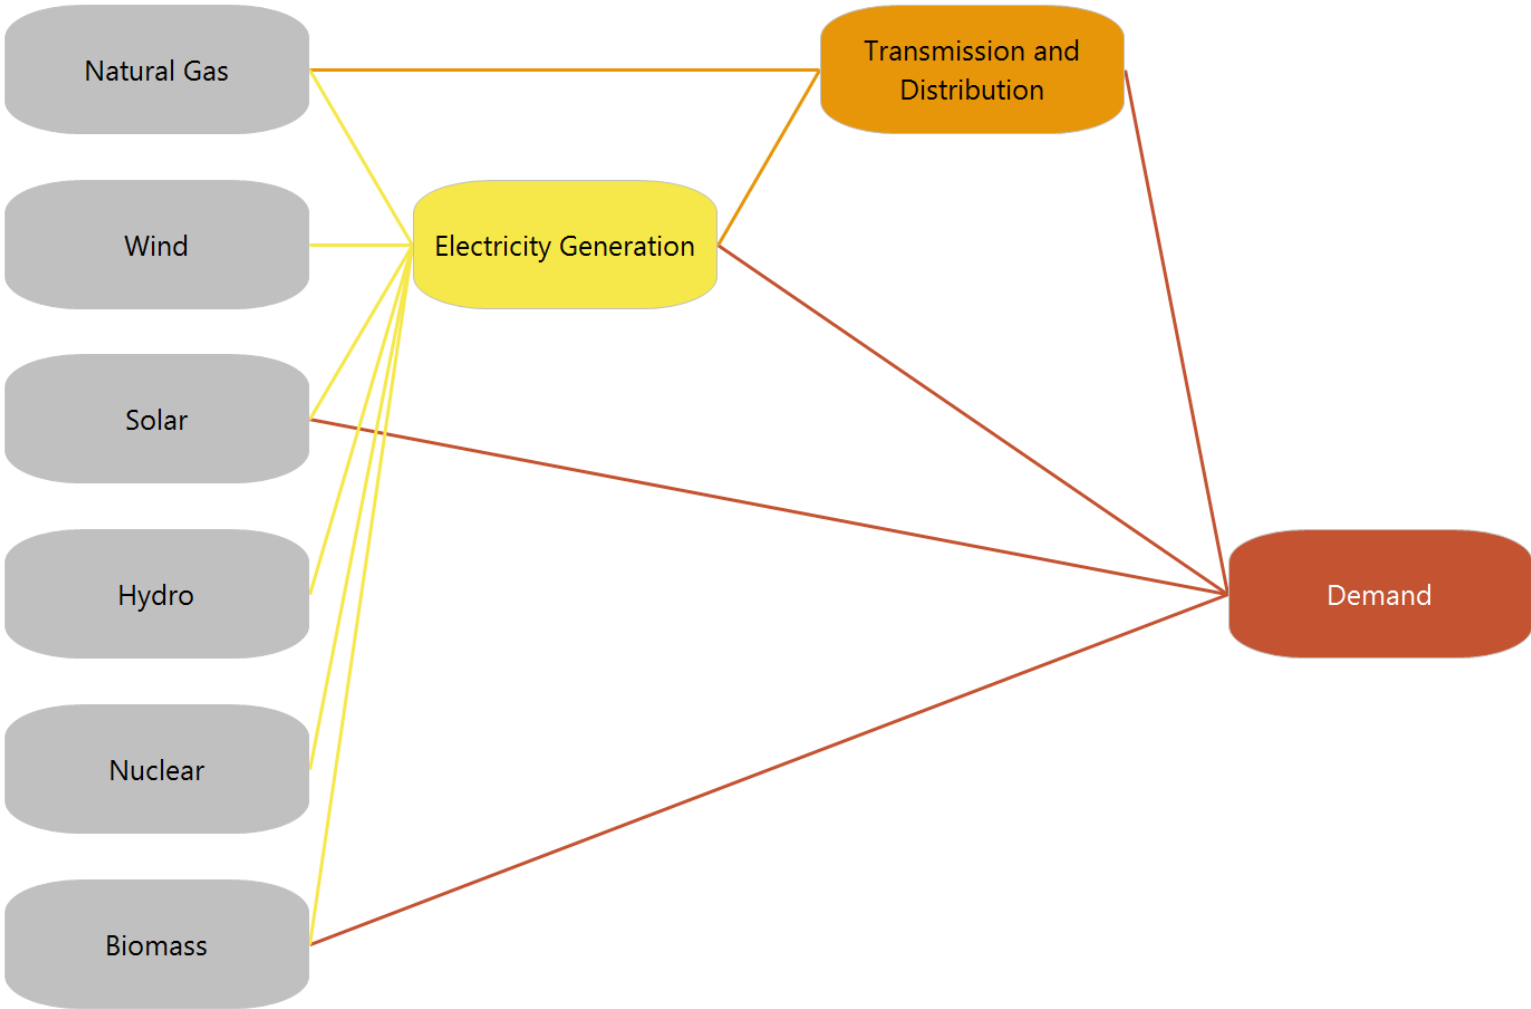 Natural Gas
Transmission and
Distribution
Wind
Electricity Generation
Solar
Hydro
Demand
Nuclear
Biomass